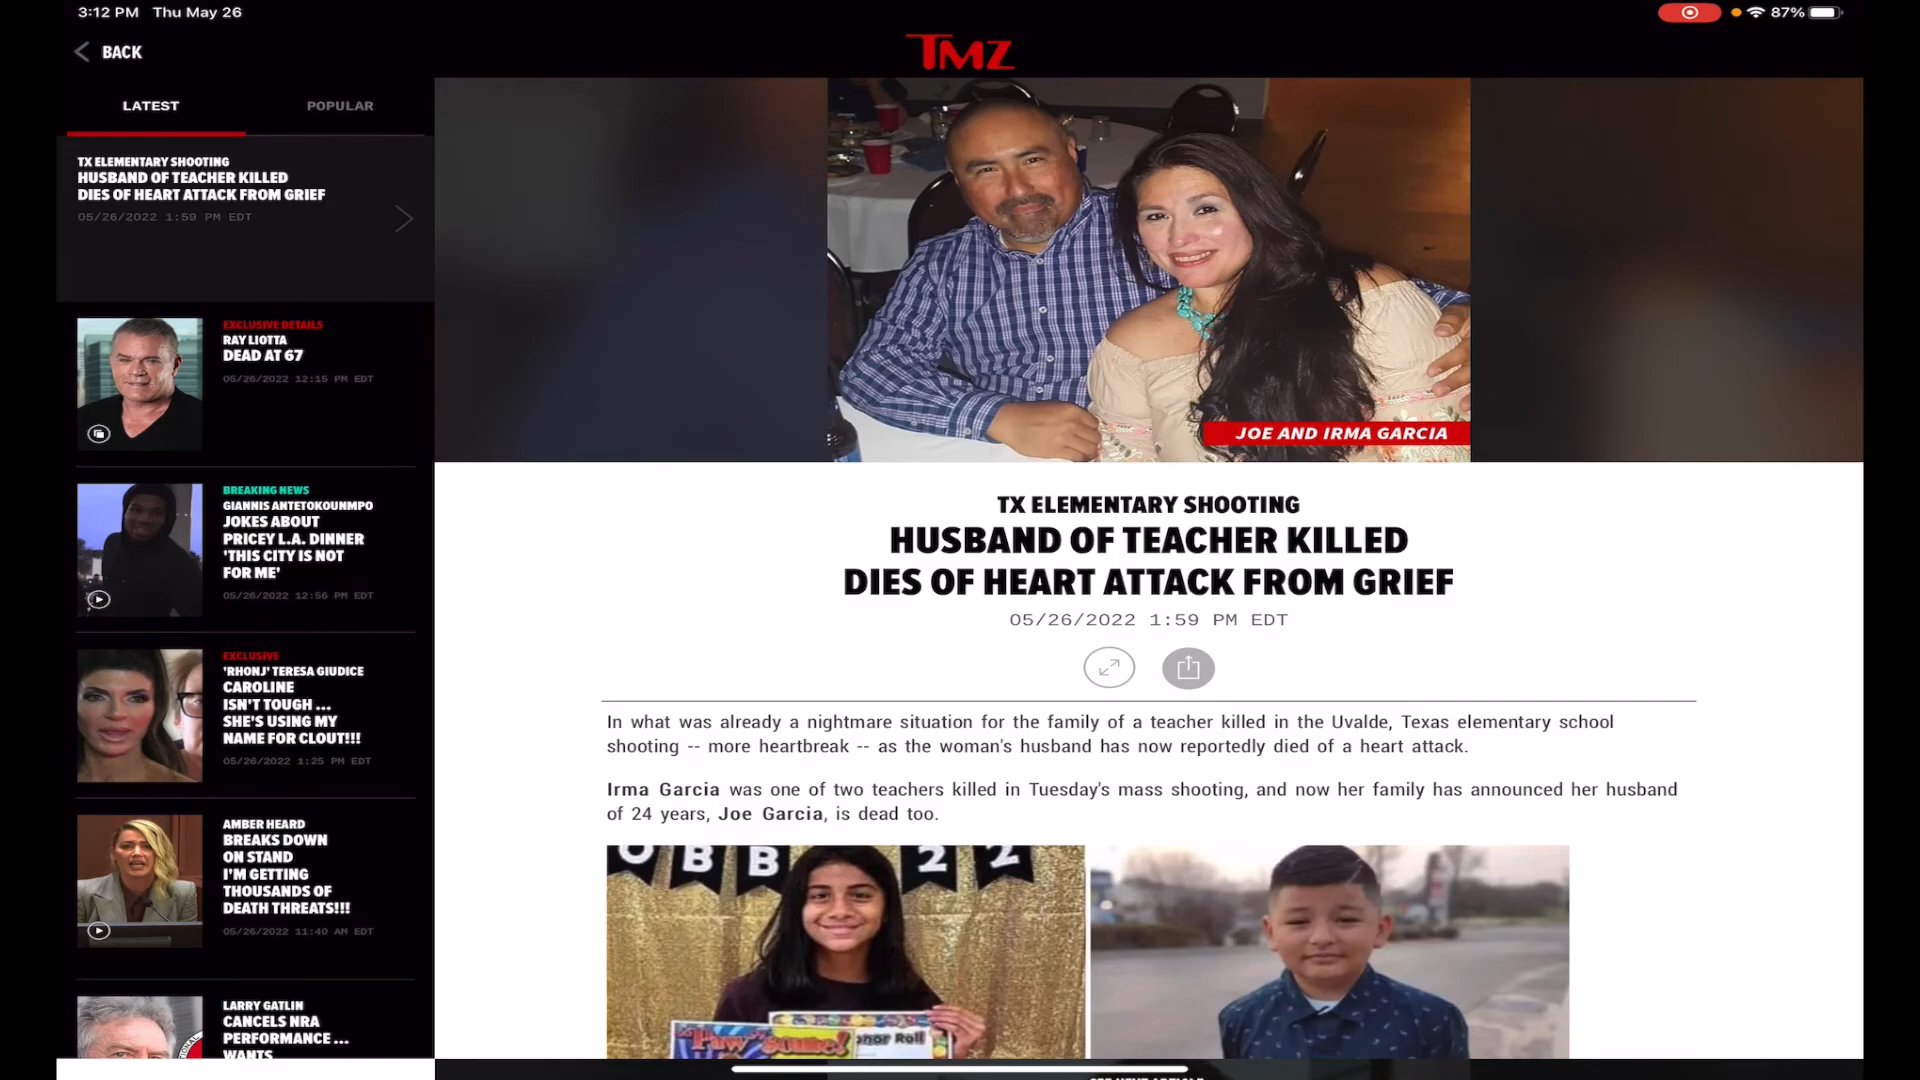 3:12 PM Thu May 26
87%
BACK
TMZ
LATEST
POPULAR
TX ELEMENTARY SHOOTING
HUSBAND OF TEACHER KILLED
DIES OF HEART ATTACK FROM GRIEF
05/26/2022 1:59 PM EDT
EXCLUSIVE DETAILS
RAY LIOTTA
DEAD AT 67
05/26/2022 12:15 PM EDT
BREAKING NEWS
GIANNIS ANTETOKOUNMPO
JOKES ABOUT
PRICEY L.A. DINNER
'THIS CITY IS NOT
FOR ME'
05/26/2022 12:56 PM EDT
EXCLUSIVE
'RHONJ' TERESA GIUDICE
CAROLINE
ISN'T TOUGH ...
SHE'S USING MY
NAME FOR CLOUT!!!
05/26/2022 1:25 PM EDT
AMBER HEARD
BREAKS DOWN
ON STAND
I'M GETTING
THOUSANDS OF
DEATH THREATS!!!
05/26/2022 11:40 AM EDT
LARRY GATLIN
CANCELS NRA
PERFORMANCE ...
WANTS
JOE AND IRMA GARCIA
TX ELEMENTARY SHOOTING
HUSBAND OF TEACHER KILLED
DIES OF HEART ATTACK FROM GRIEF
05/26/2022 1:59 PM EDT
In what was already a nightmare situation for the family of a teacher killed in the Uvalde, Texas elementary school
shooting -- more heartbreak -- as the woman's husband has now reportedly died of a heart attack.
Irma Garcia was one of two teachers killed in Tuesday's mass shooting, and now her family has announced her husband
of 24 years, Joe Garcia, is dead too.
OBB 22
"Paw"some!
onor Roll